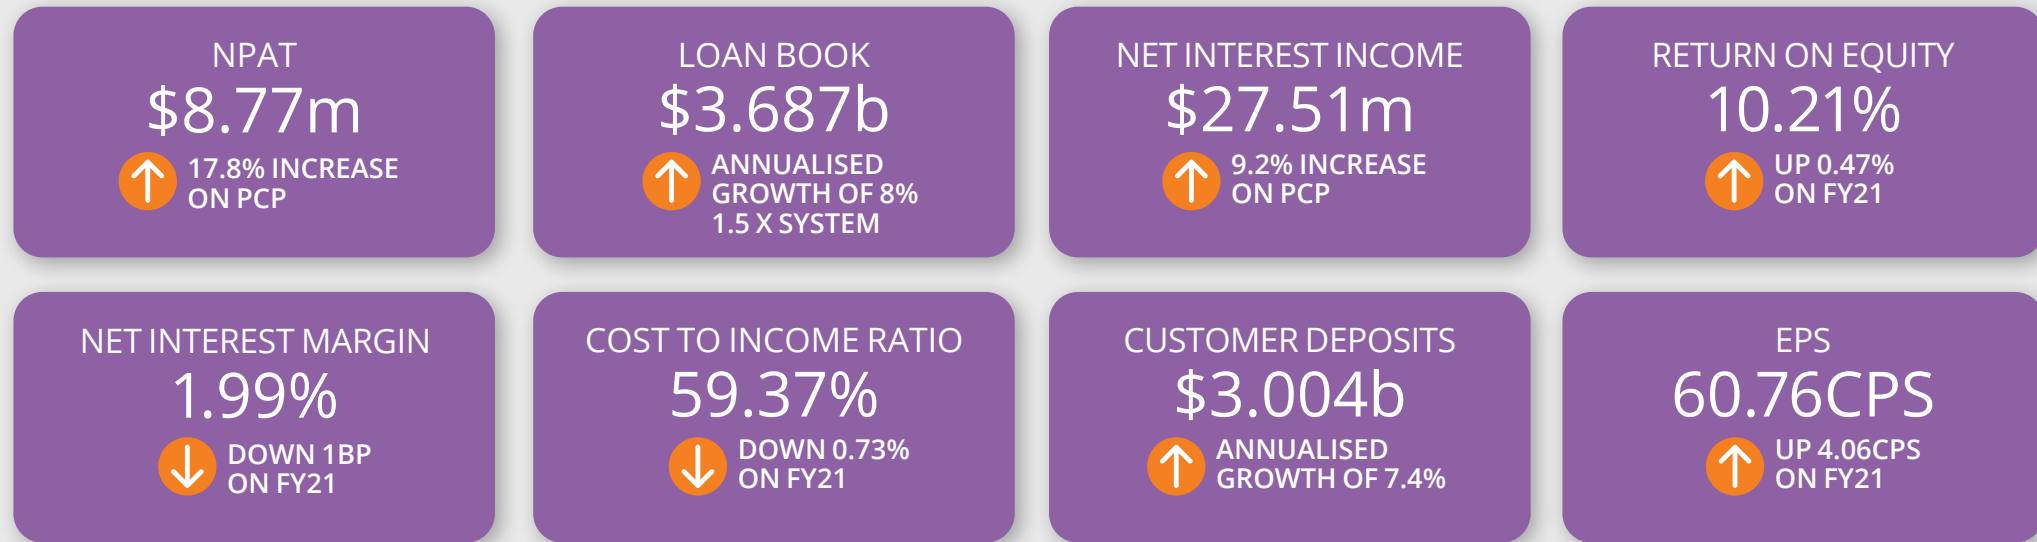 NPAT
$8.77m
17.8% INCREASE
ON PCP
LOAN BOOK
$3.687b
ANNUALISED
GROWTH OF 8%
1.5 X SYSTEM
NET INTEREST INCOME
$27.51m
9.2% INCREASE
ON PCP
RETURN ON EQUITY
10.21%
UP 0.47%
ON FY21
NET INTEREST MARGIN
1.99%
DOWN 1BP
ON FY21
COST TO INCOME RATIO
59.37%
DOWN 0.73%
ON FY21
CUSTOMER DEPOSITS
$3.004b
ANNUALISED
GROWTH OF 7.4%
EPS
60.76CPS
UP 4.06CPS
ON FY21